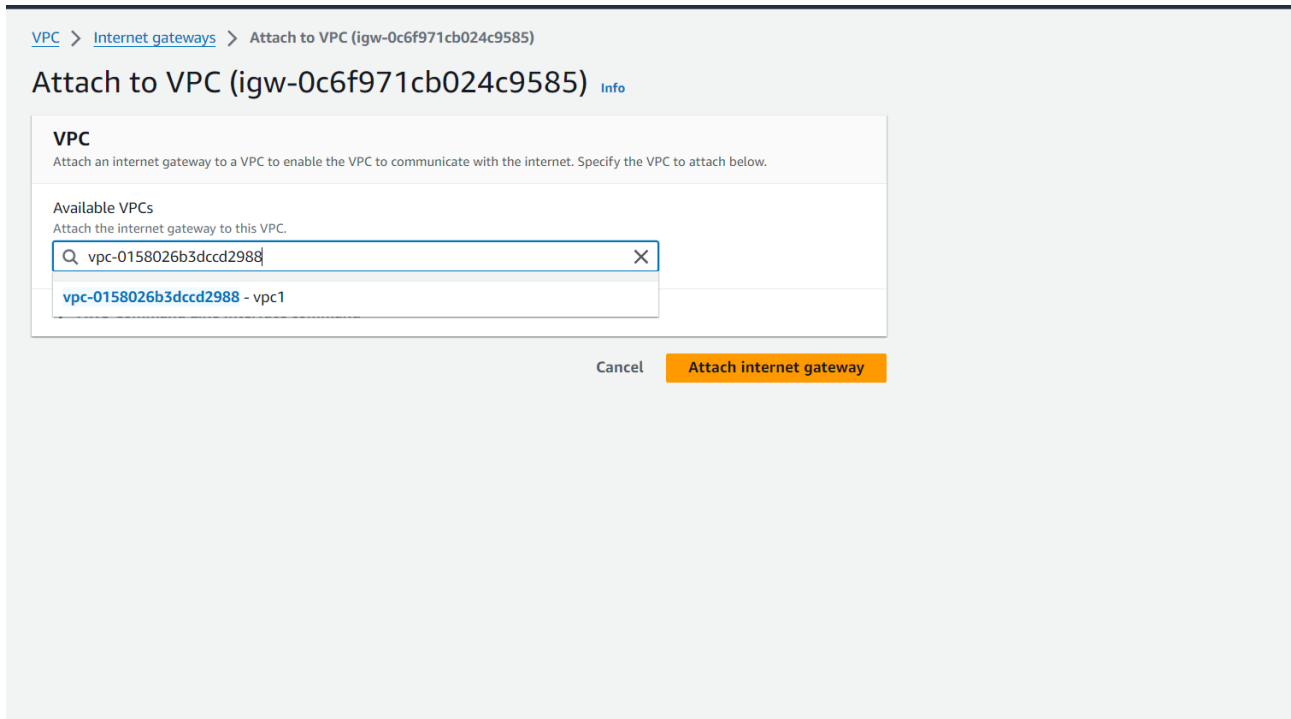 VPC > Internet gateways > Attach to VPC (igw-0c6f971cb024c9585)
Attach to VPC (igw-0c6f971cb024c9585) Info
VPC
Attach an internet gateway to a VPC to enable the VPC to communicate with the internet. Specify the VPC to attach below.
Available VPCs
Attach the internet gateway to this VPC.
vpc-0158026b3dccd2988
vpc-0158026b3dccd2988 - vpc1
Cancel Attach internet gateway